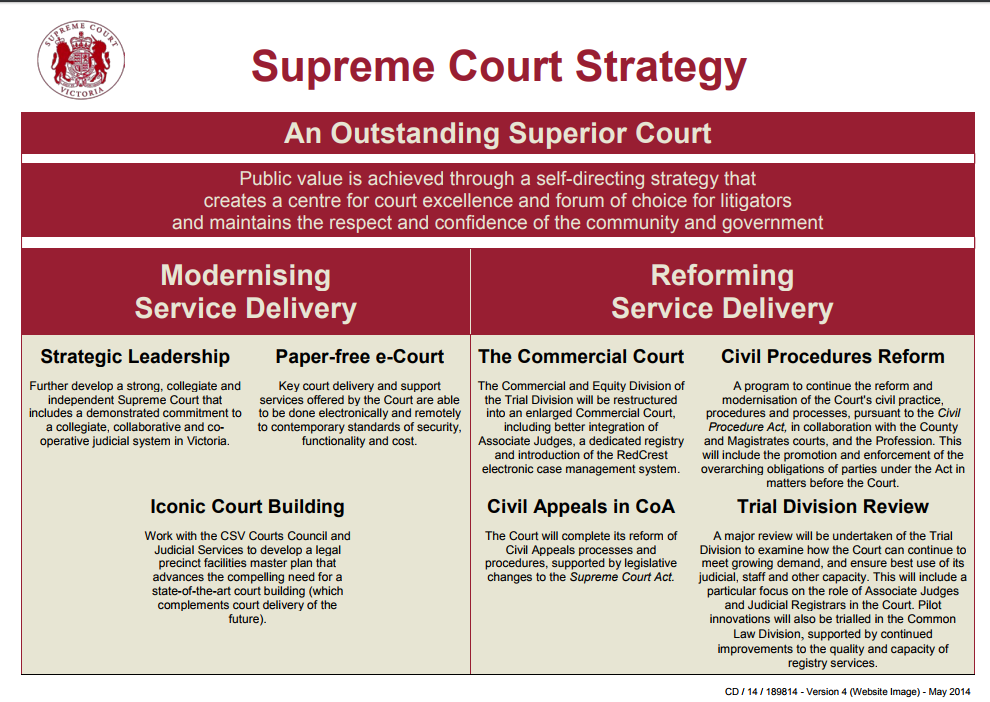 SUPREME COURT
VICTORIA
Supreme Court Strategy
An Outstanding Superior Court
Public value is achieved through a self-directing strategy that
creates a centre for court excellence and forum of choice for litigators
and maintains the respect and confidence of the community and government
Modernising
Service Delivery
Strategic Leadership
Further develop a strong, collegiate and
independent Supreme Court that
includes a demonstrated commitment to
a collegiate, collaborative and co-
operative judicial system in Victoria.
Paper-free e-Court
Key court delivery and support
services offered by the Court are able
to be done electronically and remotely
to contemporary standards of security,
functionality and cost.
Iconic Court Building
Work with the CSV Courts Council and
Judicial Services to develop a legal
precinct facilities master plan that
advances the compelling need for a
state-of-the-art court building (which
complements court delivery of the
future).
Reforming
Service Delivery
The Commercial Court
The Commercial and Equity Division of
the Trial Division will be restructured
into an enlarged Commercial Court,
including better integration of
Associate Judges, a dedicated registry
and introduction of the RedCrest
electronic case management system.
Civil Procedures Reform
A program to continue the reform and
modernisation of the Court's civil practice,
procedures and processes, pursuant to the Civil
Procedure Act, in collaboration with the County
and Magistrates courts, and the Profession. This
will include the promotion and enforcement of the
overarching obligations of parties under the Act in
matters before the Court.
Civil Appeals in CoA
The Court will complete its reform of
Civil Appeals processes and
procedures, supported by legislative
changes to the Supreme Court Act.
Trial Division Review
A major review will be undertaken of the Trial
Division to examine how the Court can continue to
meet growing demand, and ensure best use of its
judicial, staff and other capacity. This will include a
particular focus on the role of Associate Judges
and Judicial Registrars in the Court. Pilot
innovations will also be trialled in the Common
Law Division, supported by continued
improvements to the quality and capacity of
registry services.
CD / 14 / 189814 - Version 4 (Website Image) - May 2014